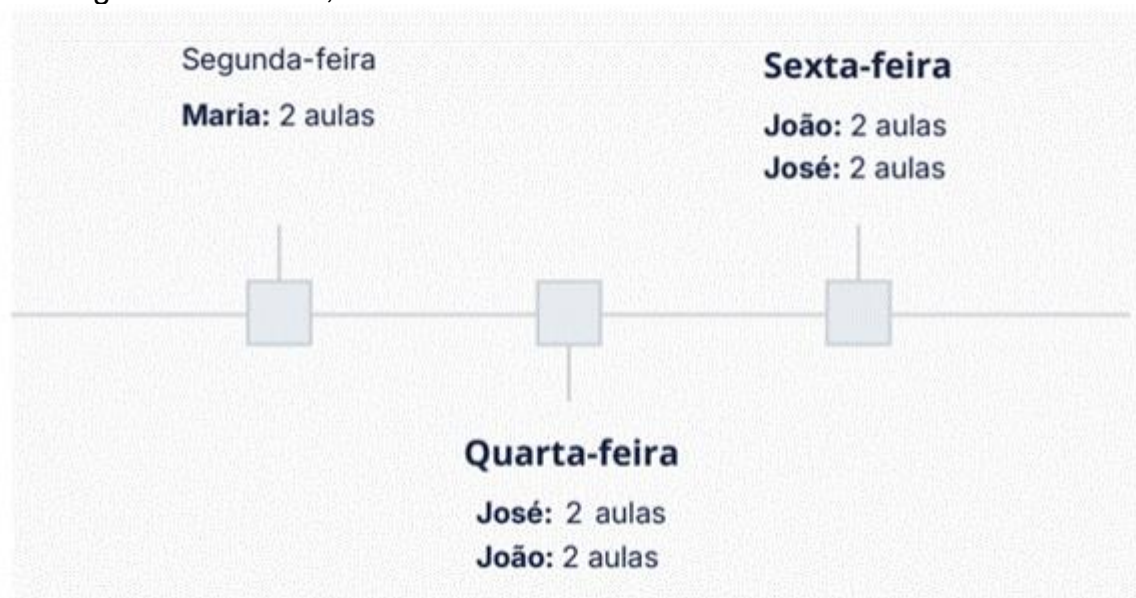 Segunda-feira
Maria: 2 aulas
Sexta-feira
João: 2 aulas
José: 2 aulas
Quarta-feira
José: 2 aulas
João: 2 aulas